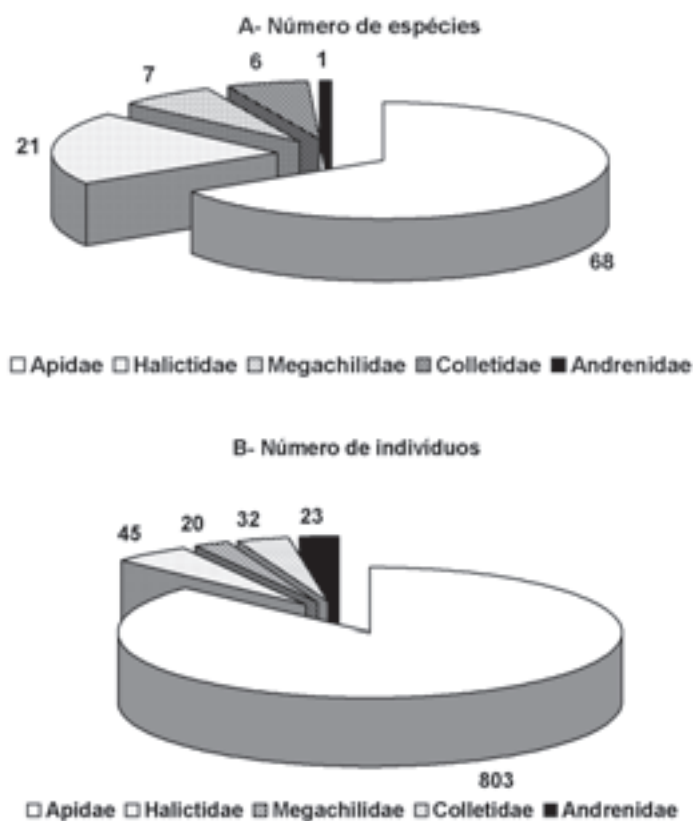 A- Número de espécies
1
6
7
21
68
Apidae Halictidae Megachilidae Colletidae Andrenidae
B- Número de indivíduos
45 20 32 23
803
Apidae Halictidae Megachilidae Colletidae Andrenidae